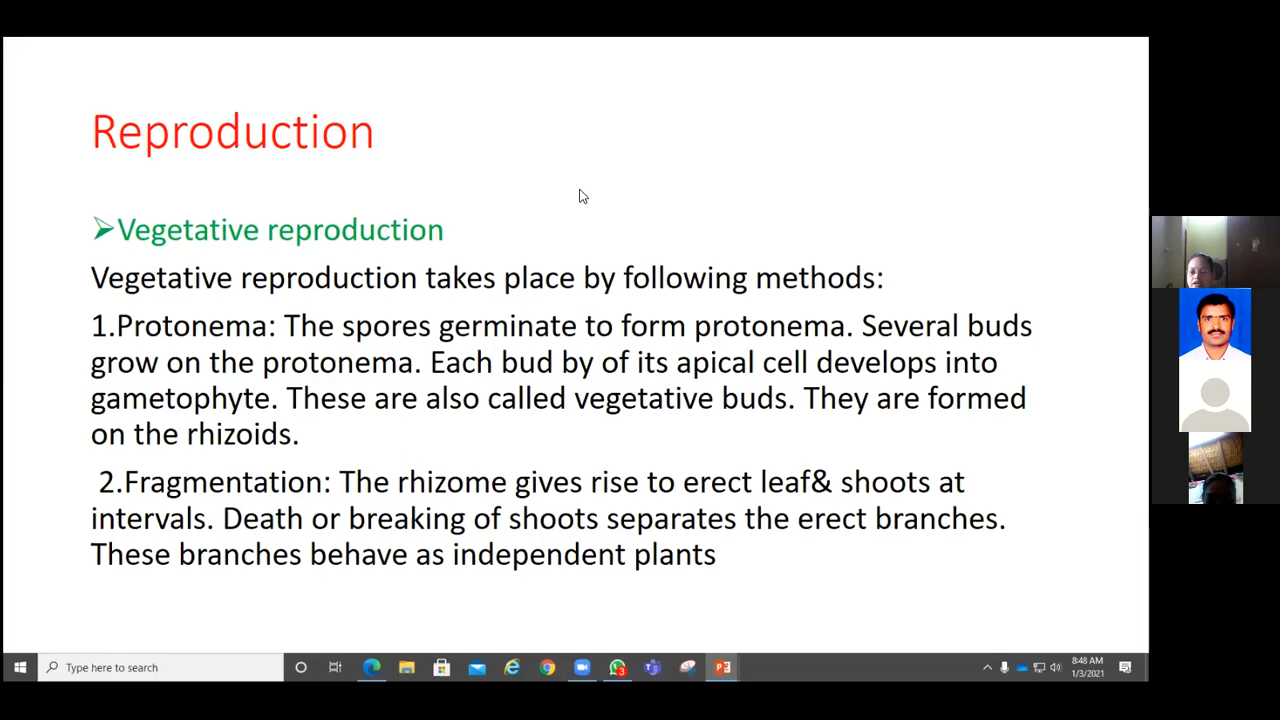 Reproduction
➢Vegetative reproduction
Vegetative reproduction takes place by following methods:
1.Protonema: The spores germinate to form protonema. Several buds
grow on the protonema. Each bud by of its apical cell develops into
gametophyte. These are also called vegetative buds. They are formed
on the rhizoids.
2.Fragmentation: The rhizome gives rise to erect leaf& shoots at
intervals. Death or breaking of shoots separates the erect branches.
These branches behave as independent plants
Type here to search
3
8:48 AM
1/3/2021